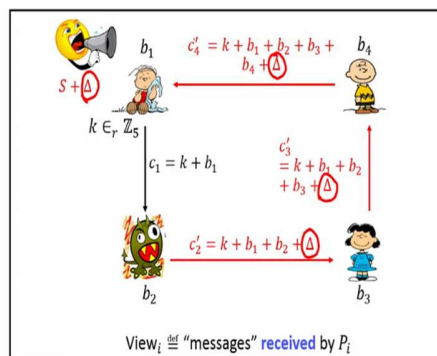 b₁
c′₄ = k + b₁ + b₂ + b₃ +
b₄ + Δ
b₄
S + Δ
k ∈ᵣ ℤ₅
c₁ = k + b₁
c′₃
= k + b₁ + b₂
+ b₃ + Δ
c′₂ = k + b₁ + b₂ + Δ
b₂
b₃
Viewᵢ ≝ “messages” received by Pᵢ